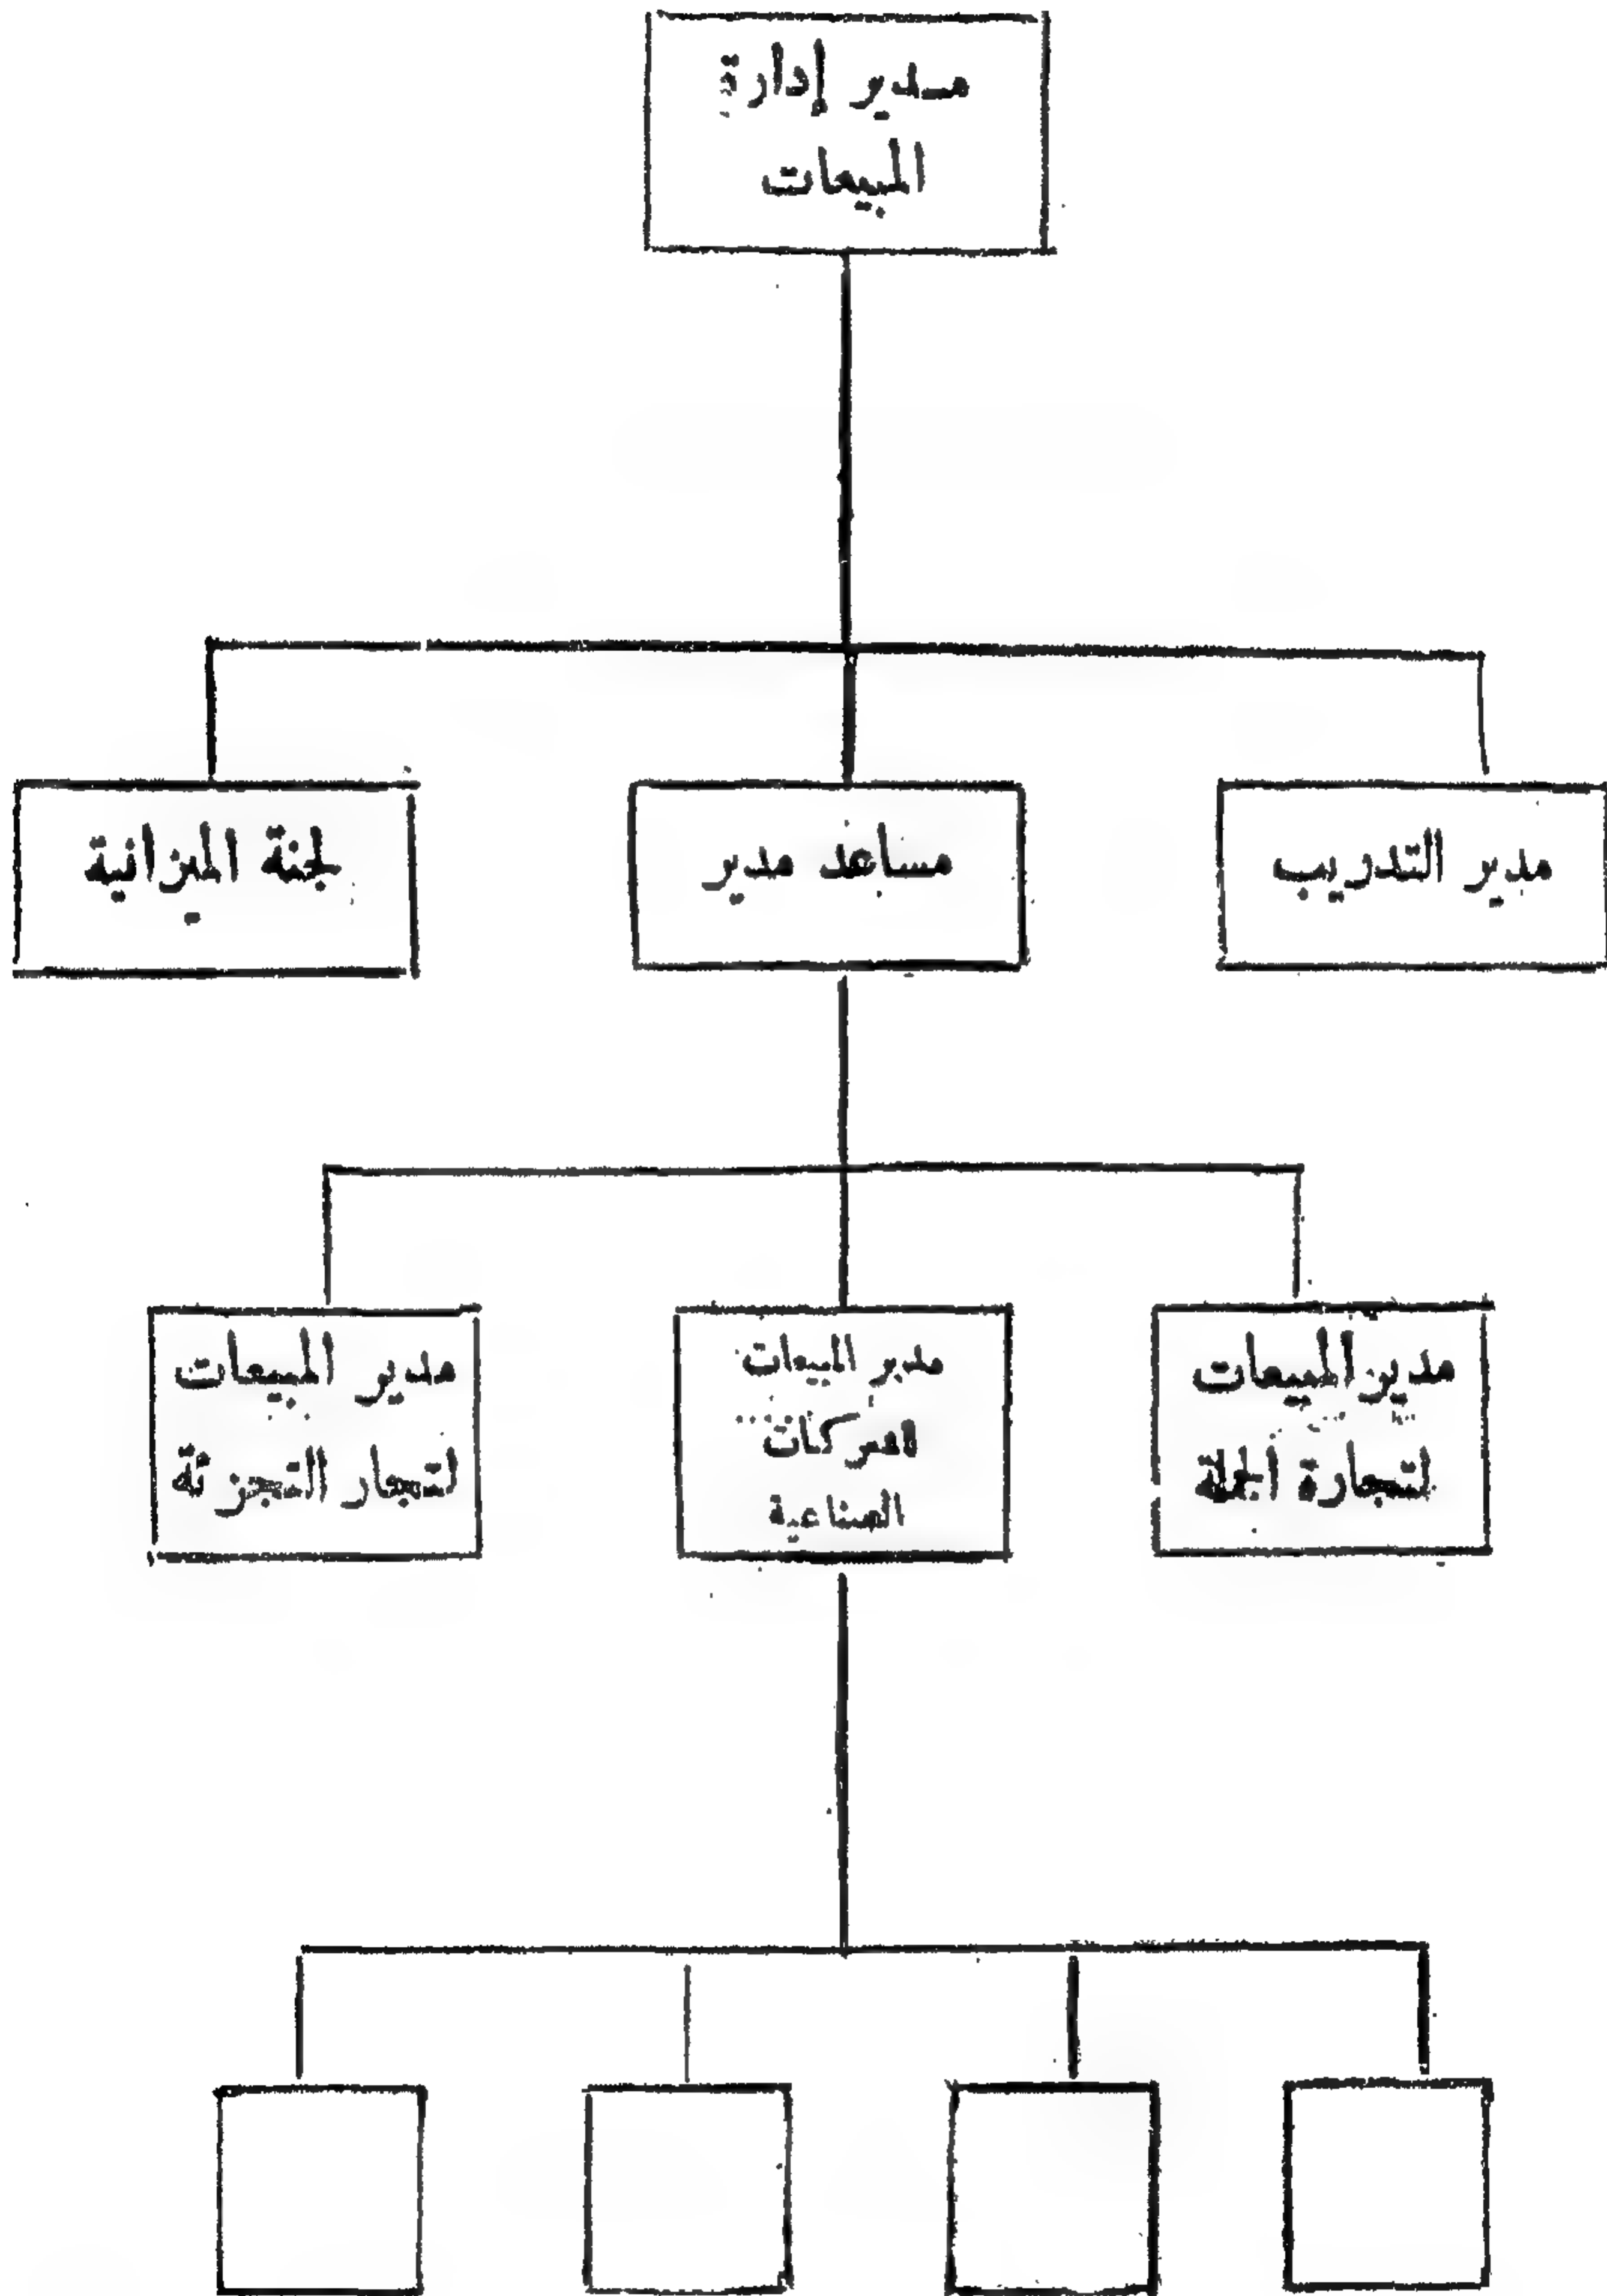 مدير إدارة
المبيعات
مدير التدريب
مساعد مدير
لجنة الميزانية
مدير المبيعات
لتجارة الجملة
مدير المبيعات
للشركات
الصناعية
مدير المبيعات
لتجار التجزئة